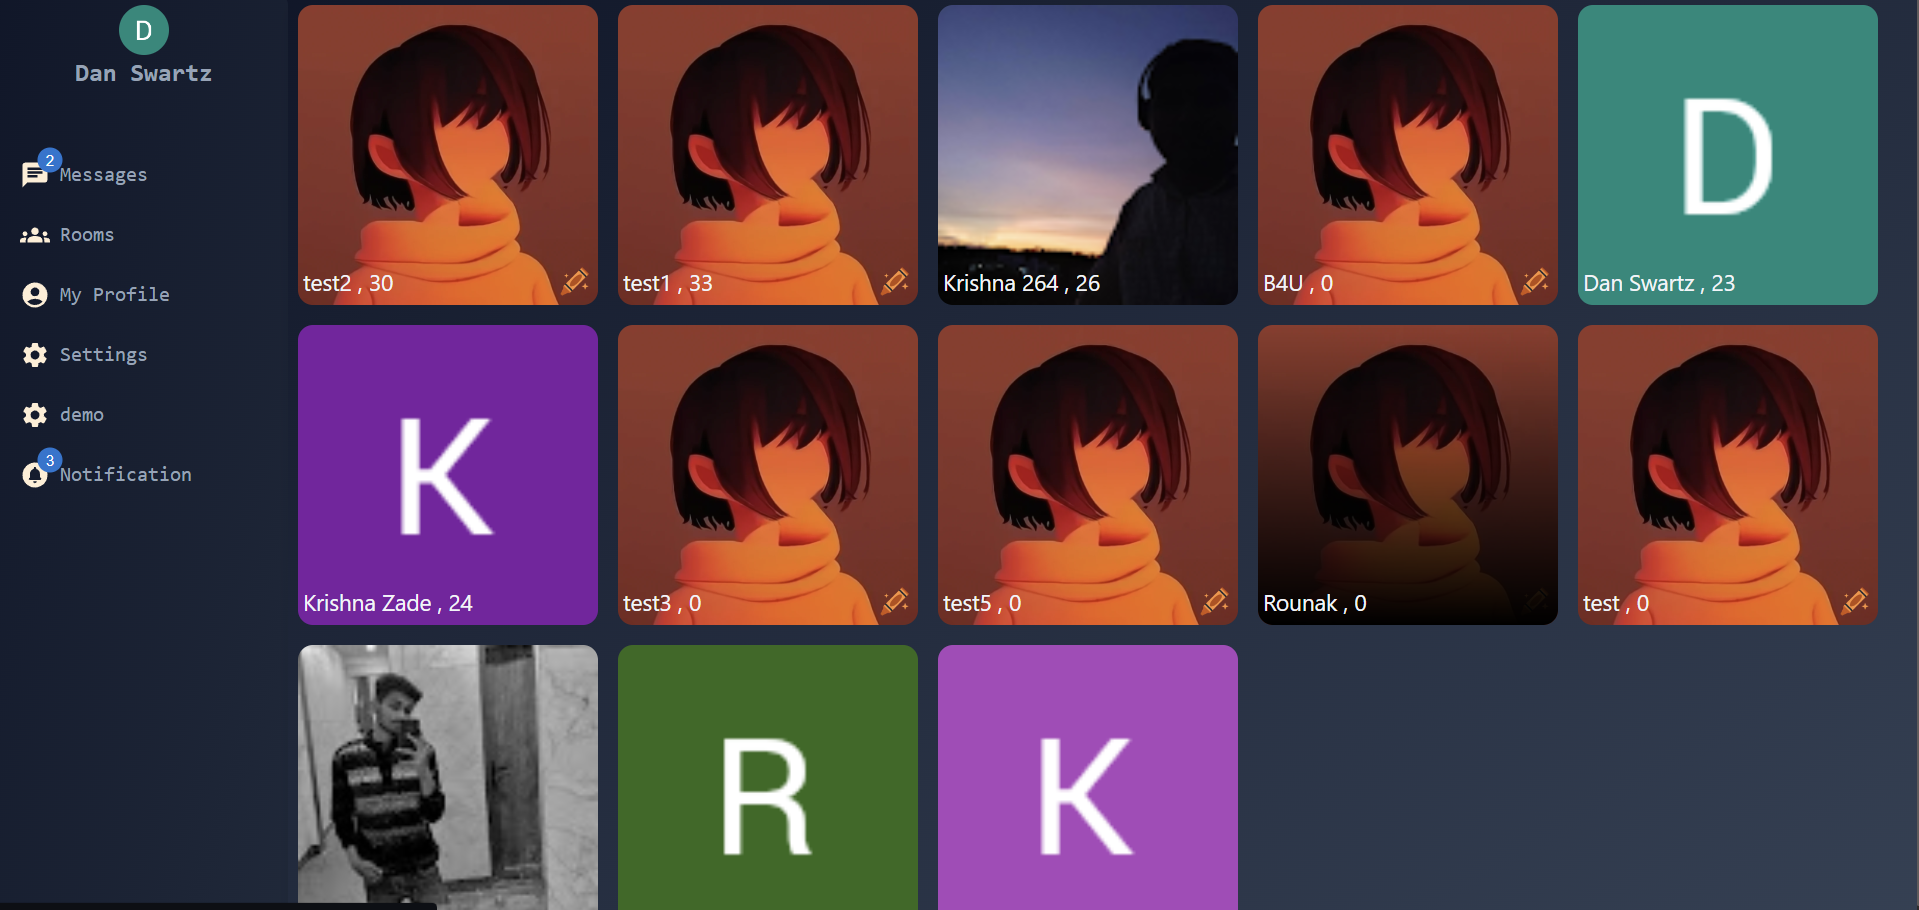 D
Dan Swartz
2
Messages
Rooms
My Profile
Settings
demo
3
Notification
test2 , 30
test1 , 33
Krishna 264 , 26
B4U , 0
D
Dan Swartz , 23
K
Krishna Zade , 24
test3 , 0
test5 , 0
Rounak , 0
test , 0
R
K